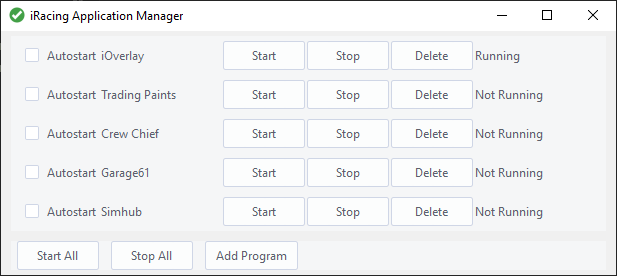 iRacing Application Manager
Autostart iOverlay Start Stop Delete Running
Autostart Trading Paints Start Stop Delete Not Running
Autostart Crew Chief Start Stop Delete Not Running
Autostart Garage61 Start Stop Delete Not Running
Autostart Simhub Start Stop Delete Not Running
Start All Stop All Add Program